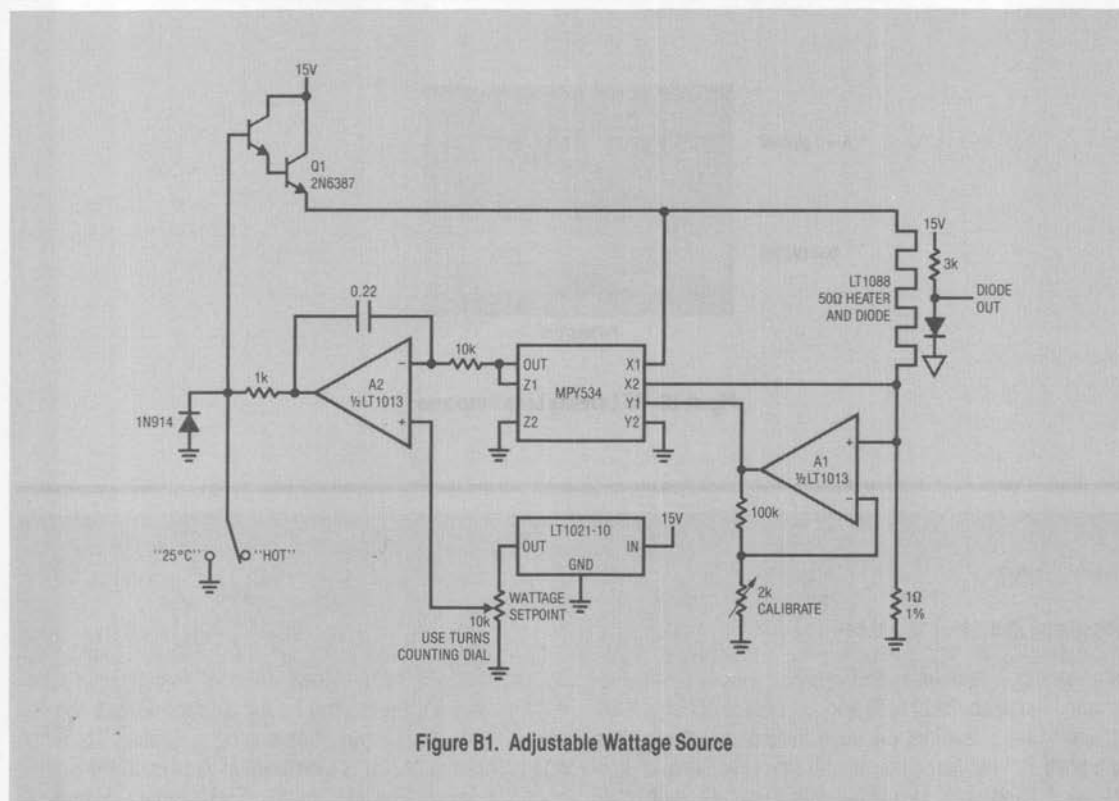 15V
Q1
2N6387
15V
3k
LT1088
50Ω HEATER
AND DIODE
DIODE
OUT
0.22
10k
1k
A2
½LT1013
−
+
1N914
OUT
Z1
Z2
MPY534
X1
X2
Y1
Y2
A1
½LT1013
+
−
100k
LT1021-10
OUT
IN
GND
15V
"25°C"
"HOT"
WATTAGE
SETPOINT
10k
USE TURNS
COUNTING DIAL
2k
CALIBRATE
1Ω
1%
Figure B1. Adjustable Wattage Source